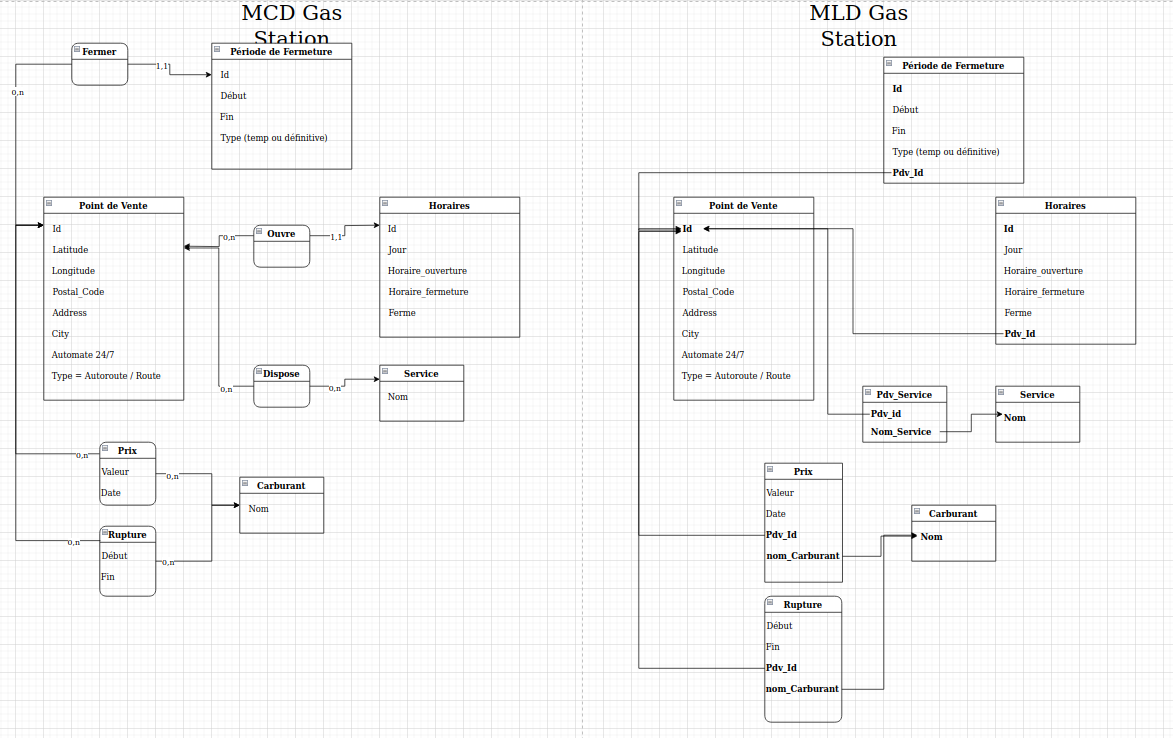 MCD Gas
Station
Fermer
0,n
1,1
Période de Fermeture
Id
Début
Fin
Type (temp ou définitive)
Point de Vente
Id
Latitude
Longitude
Postal_Code
Address
City
Automate 24/7
Type = Autoroute / Route
0,n
Ouvre
1,1
Horaires
Id
Jour
Horaire_ouverture
Horaire_fermeture
Ferme
0,n
Dispose
0,n
Service
Nom
0,n
Prix
Valeur
Date
0,n
Carburant
Nom
0,n
Rupture
Début
Fin
0,n
MLD Gas
Station
Période de Fermeture
Id
Début
Fin
Type (temp ou définitive)
Pdv_Id
Point de Vente
Id
Latitude
Longitude
Postal_Code
Address
City
Automate 24/7
Type = Autoroute / Route
Horaires
Id
Jour
Horaire_ouverture
Horaire_fermeture
Ferme
Pdv_Id
Pdv_Service
Pdv_id
Nom_Service
Service
Nom
Prix
Valeur
Date
Pdv_Id
nom_Carburant
Carburant
Nom
Rupture
Début
Fin
Pdv_Id
nom_Carburant